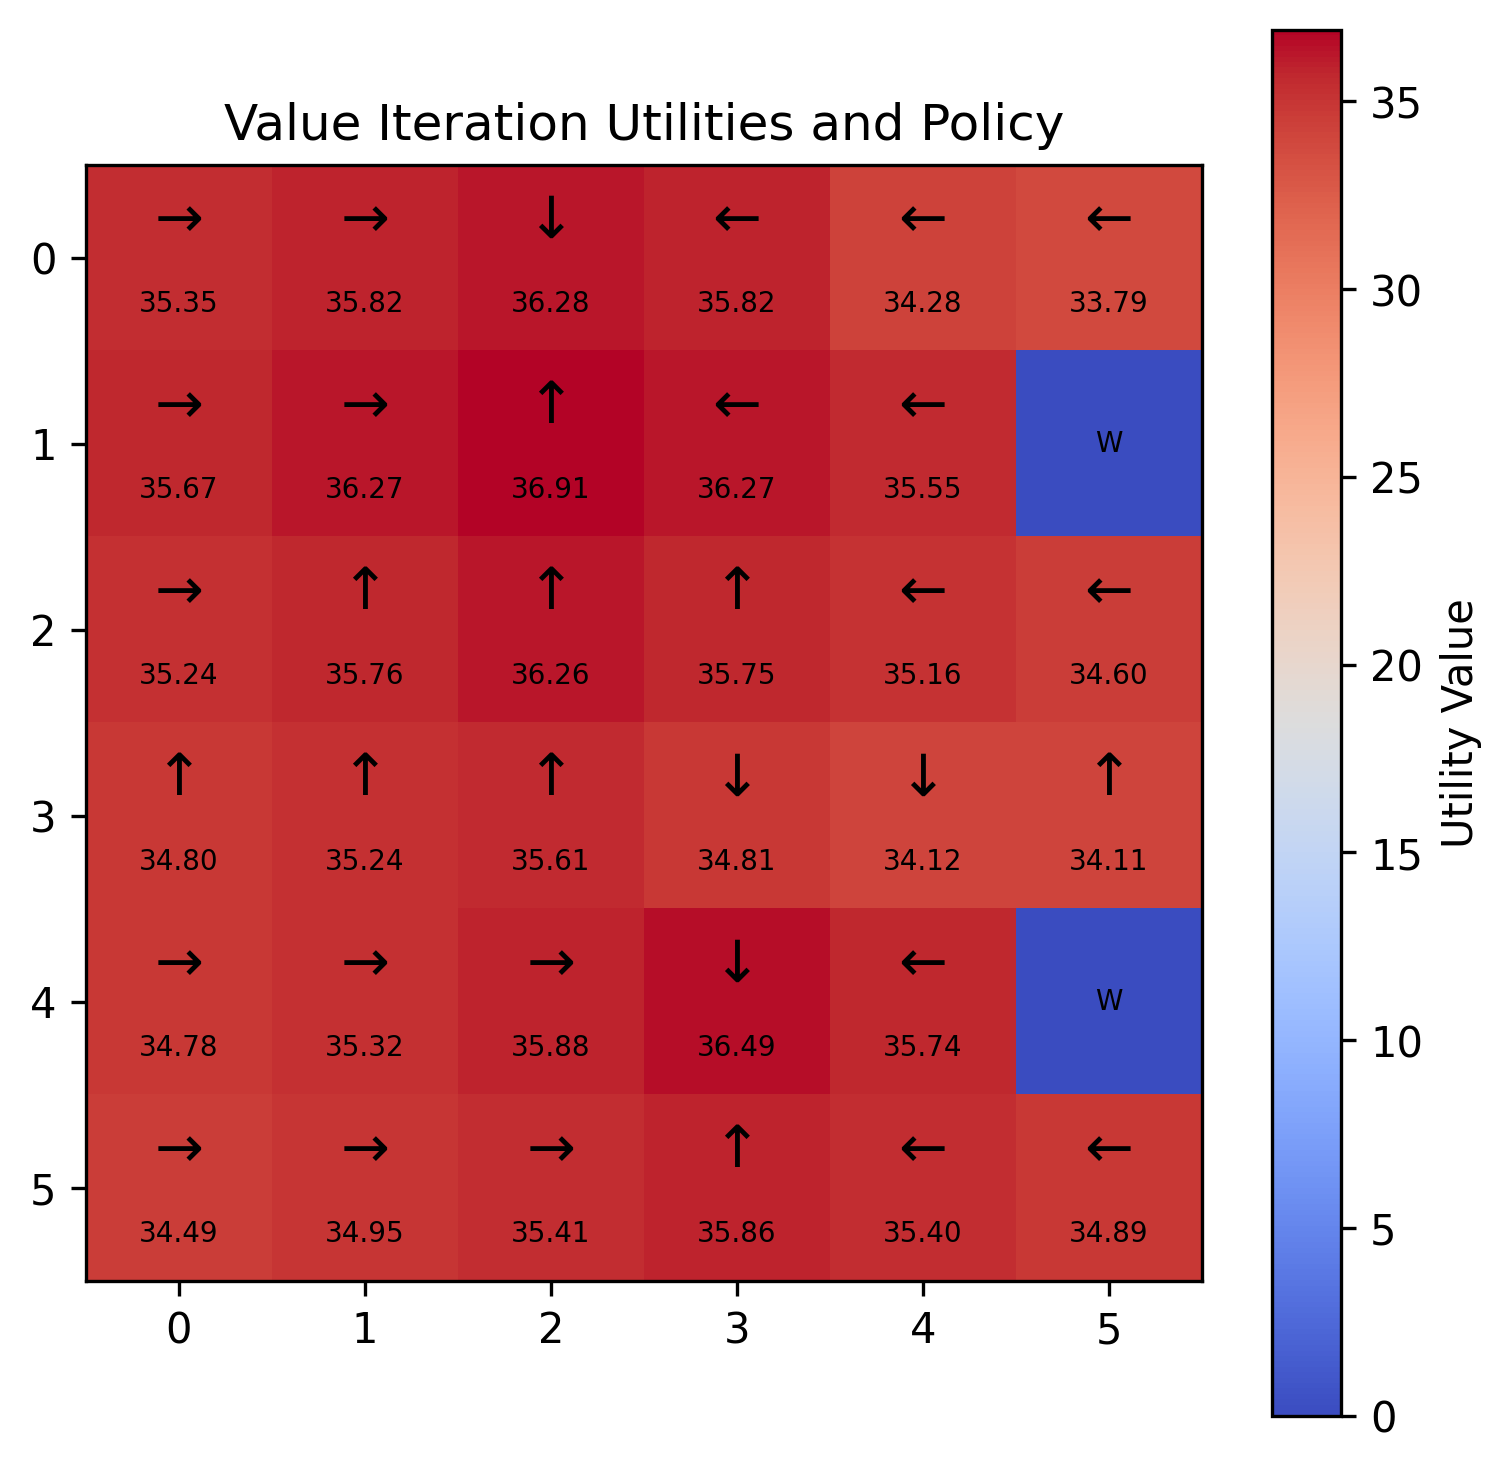 Value Iteration Utilities and Policy
→ → ↓ ← ← ←
0
35.35 35.82 36.28 35.82 34.28 33.79
→ → ↑ ← ←
1 W
35.67 36.27 36.91 36.27 35.55
→ ↑ ↑ ↑ ← ←
2
35.24 35.76 36.26 35.75 35.16 34.60
↑ ↑ ↑ ↓ ↓ ↑
3
34.80 35.24 35.61 34.81 34.12 34.11
→ → → ↓ ←
4 W
34.78 35.32 35.88 36.49 35.74
→ → → ↑ ← ←
5
34.49 34.95 35.41 35.86 35.40 34.89
0 1 2 3 4 5
35
30
25
20
15
10
5
0
Utility Value